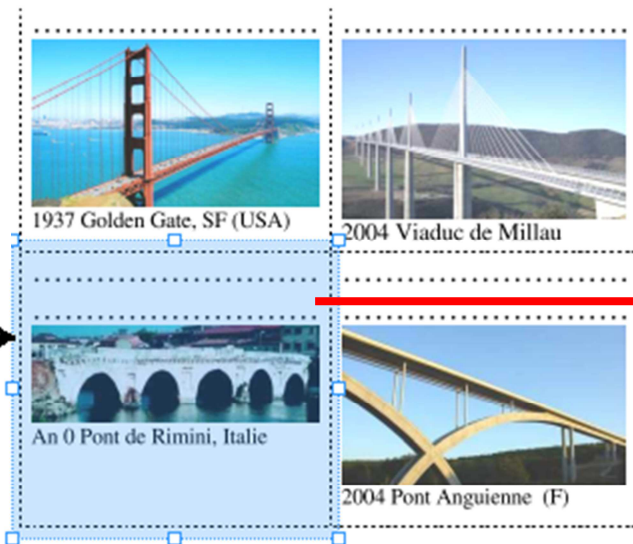 1937 Golden Gate, SF (USA)
2004 Viaduc de Millau
An 0 Pont de Rimini, Italie
2004 Pont Anguienne (F)